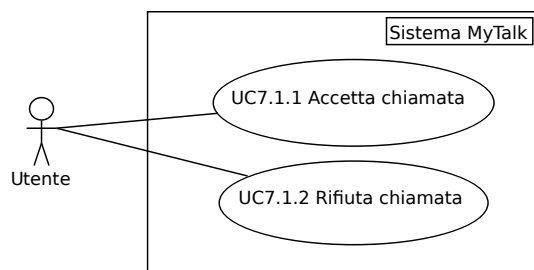 Sistema MyTalk
UC7.1.1 Accetta chiamata
Utente
UC7.1.2 Rifiuta chiamata